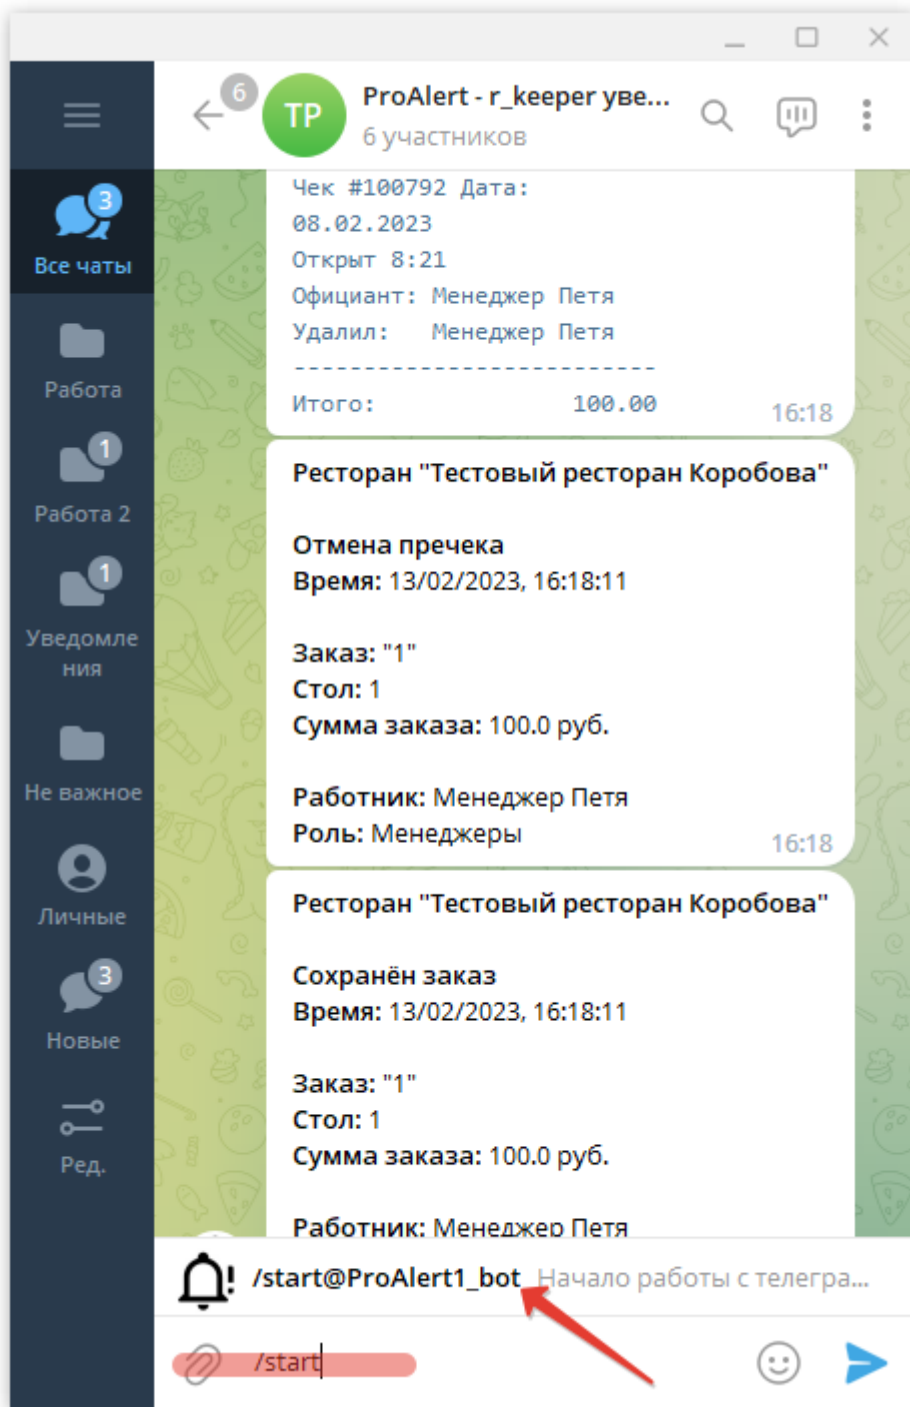 6
TP
ProAlert - r_keeper уве...
6 участников
3
Все чаты
Работа
1
Работа 2
1
Уведомле
ния
Не важное
Личные
3
Новые
Ред.
Чек #100792 Дата:
08.02.2023
Открыт 8:21
Официант: Менеджер Петя
Удалил: Менеджер Петя
--------------------------
Итого: 100.00
16:18
Ресторан "Тестовый ресторан Коробова"
Отмена пречека
Время: 13/02/2023, 16:18:11
Заказ: "1"
Стол: 1
Сумма заказа: 100.0 руб.
Работник: Менеджер Петя
Роль: Менеджеры
16:18
Ресторан "Тестовый ресторан Коробова"
Сохранён заказ
Время: 13/02/2023, 16:18:11
Заказ: "1"
Стол: 1
Сумма заказа: 100.0 руб.
Работник: Менеджер Петя
/start@ProAlert1_bot Начало работы с телегра...
/start